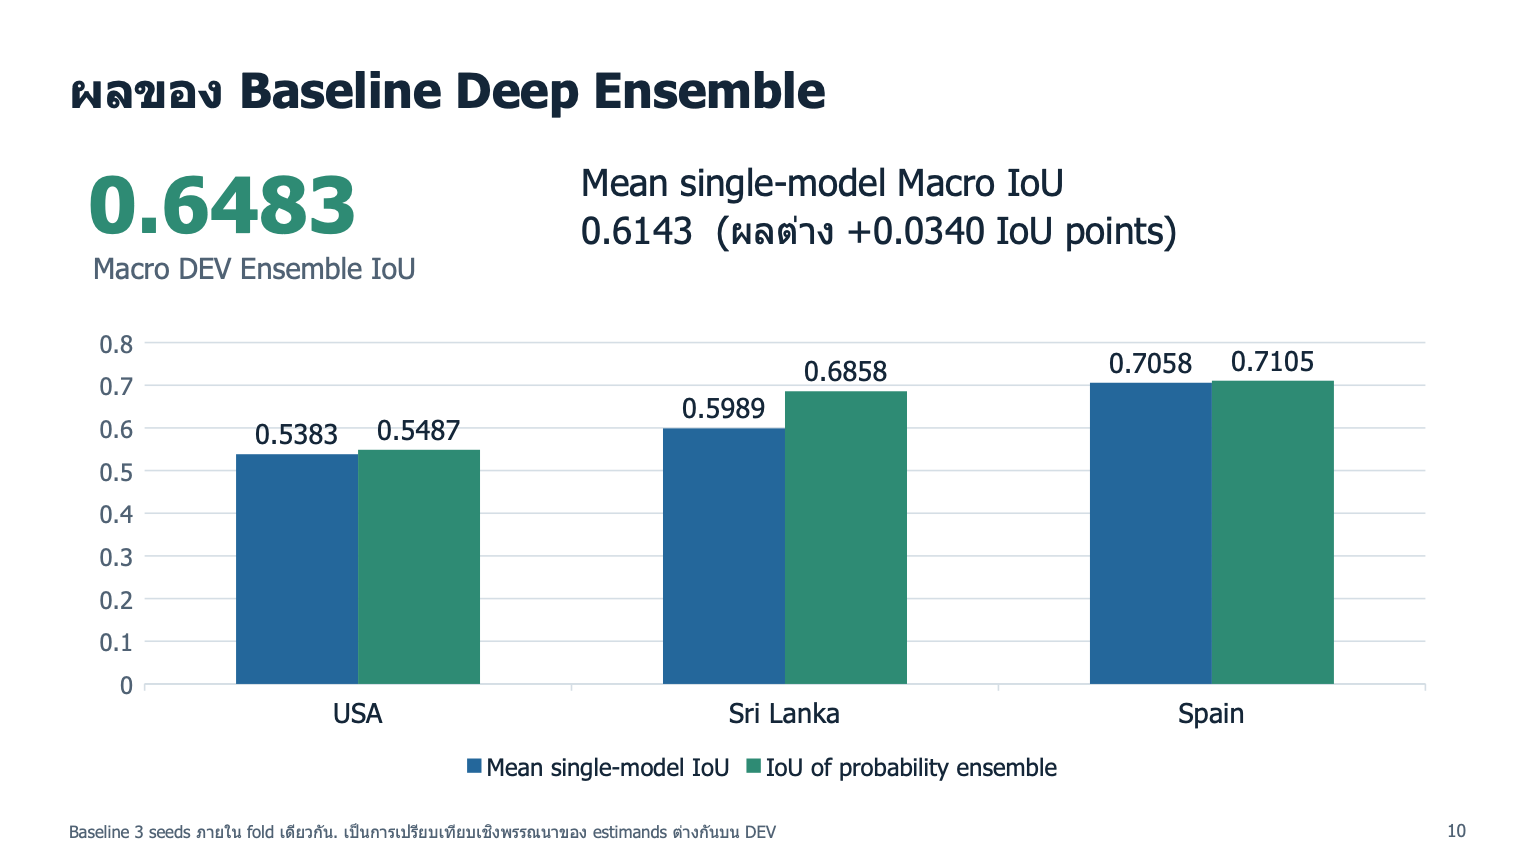 ผลของ Baseline Deep Ensemble
0.6483
Macro DEV Ensemble IoU
Mean single-model Macro IoU
0.6143 (ผลต่าง +0.0340 IoU points)
0.8
0.7
0.6
0.5
0.4
0.3
0.2
0.1
0
0.5383
0.5487
0.5989
0.6858
0.7058
0.7105
USA
Sri Lanka
Spain
Mean single-model IoU
IoU of probability ensemble
Baseline 3 seeds ภายใน fold เดียวกัน. เป็นการเปรียบเทียบเชิงพรรณนาของ estimands ต่างกันบน DEV
10